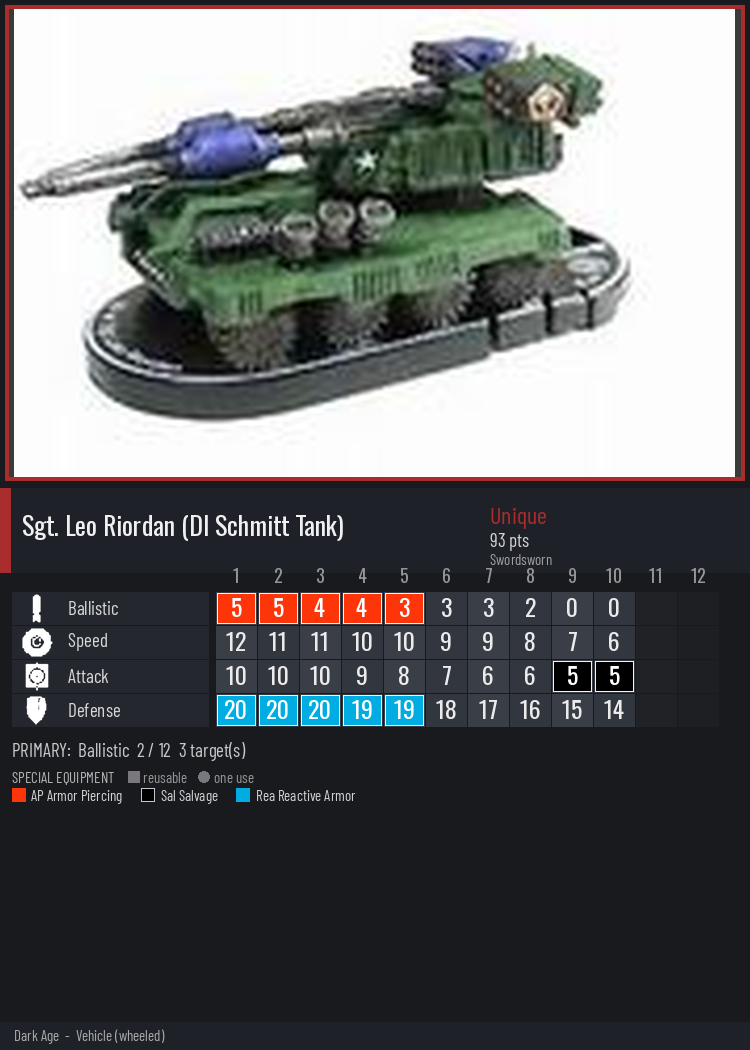 Sgt. Leo Riordan (DI Schmitt Tank)
Unique
93 pts
Swordsworn
1 2 3 4 5 6 7 8 9 10 11 12
Ballistic 5 5 4 4 3 3 3 2 0 0
Speed 12 11 11 10 10 9 9 8 7 6
Attack 10 10 10 9 8 7 6 6 5 5
Defense 20 20 20 19 19 18 17 16 15 14
PRIMARY: Ballistic 2 / 12 3 target(s)
SPECIAL EQUIPMENT reusable one use
AP Armor Piercing Sal Salvage Rea Reactive Armor
Dark Age - Vehicle (wheeled)